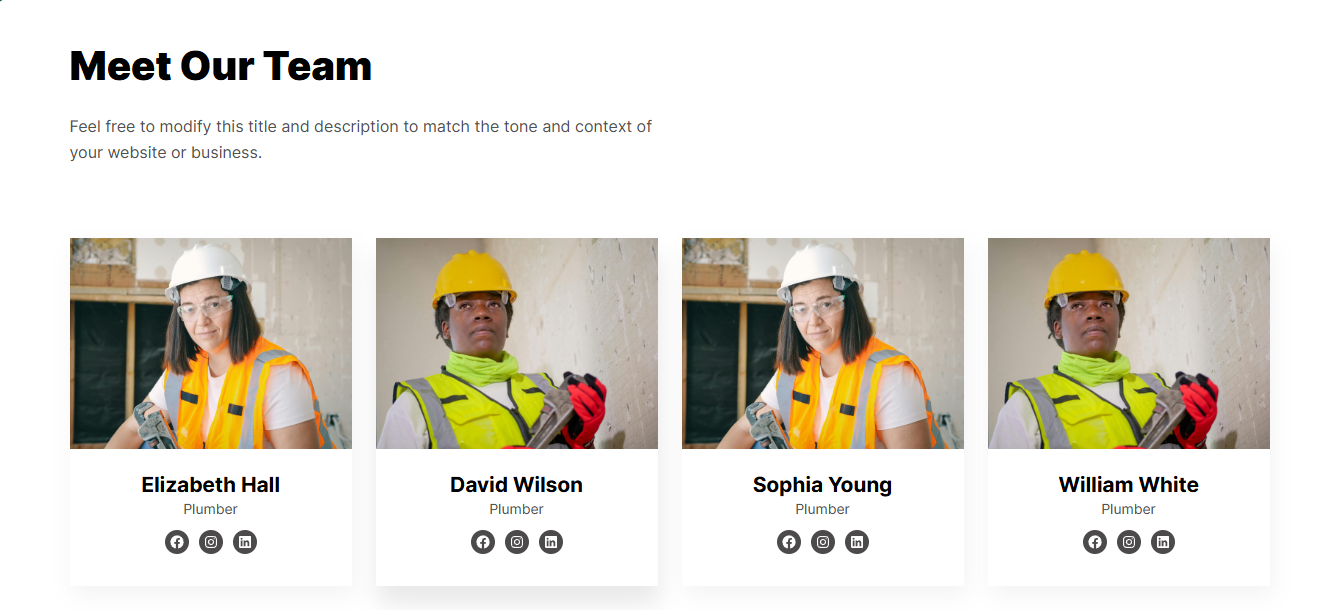 Meet Our Team
Feel free to modify this title and description to match the tone and context of
your website or business.
Elizabeth Hall
Plumber
David Wilson
Plumber
Sophia Young
Plumber
William White
Plumber